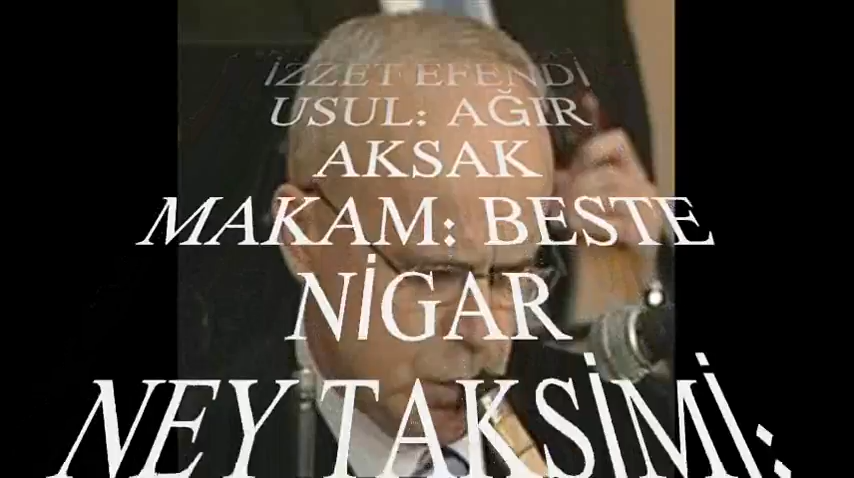 İZZET EFENDİ
USUL: AĞIR
AKSAK
MAKAM: BESTE
NİGAR
NEY TAKSİMİ: